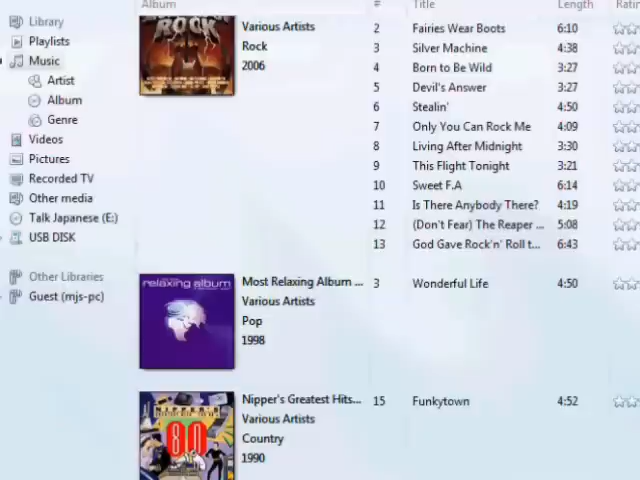 Album # Title Length Ratin
Library
Playlists
Music
Artist
Album
Genre
Videos
Pictures
Recorded TV
Other media
Talk Japanese (E:)
USB DISK
Other Libraries
Guest (mjs-pc)
ROCK
Various Artists
Rock
2006
2 Fairies Wear Boots 6:10
3 Silver Machine 4:38
4 Born to Be Wild 3:27
5 Devil's Answer 3:27
6 Stealin' 4:50
7 Only You Can Rock Me 4:09
8 Living After Midnight 3:30
9 This Flight Tonight 3:21
10 Sweet F.A 6:14
11 Is There Anybody There? 4:19
12 (Don't Fear) The Reaper ... 5:08
13 God Gave Rock'n' Roll t... 6:43
relaxing album
Most Relaxing Album ...
Various Artists
Pop
1998
3 Wonderful Life 4:50
NIPPER'S
80
Nipper's Greatest Hits...
Various Artists
Country
1990
15 Funkytown 4:52